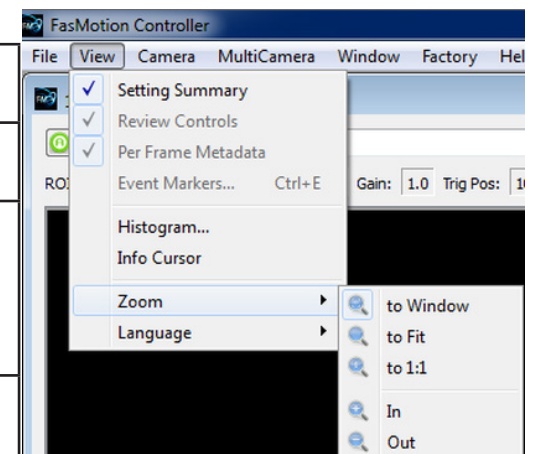 FasMotion Controller
File View Camera MultiCamera Window Factory Hel
Setting Summary
Review Controls
Per Frame Metadata
ROI Event Markers... Ctrl+E Gain: 1.0 Trig Pos:
Histogram...
Info Cursor
Zoom
to Window
Language
to Fit
to 1:1
In
Out